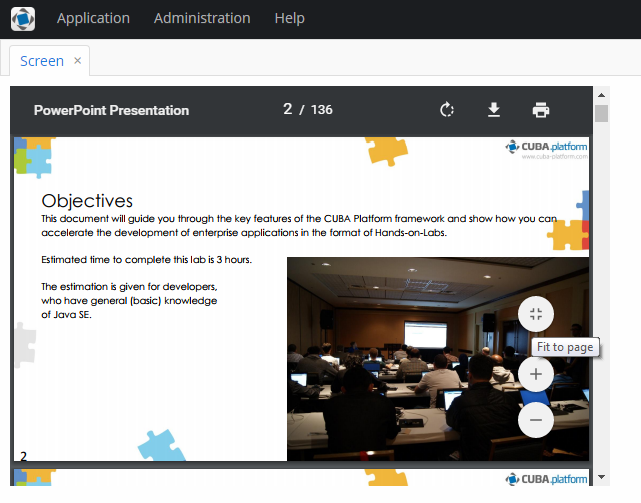 Application Administration Help
Screen ×
PowerPoint Presentation 2 / 136
CUBA.platform
www.cuba-platform.com
Objectives
This document will guide you through the key features of the CUBA Platform framework and show how you can
accelerate the development of enterprise applications in the format of Hands-on-Labs.
Estimated time to complete this lab is 3 hours.
The estimation is given for developers,
who have general (basic) knowledge
of Java SE.
Fit to page
2
CUBA.platform